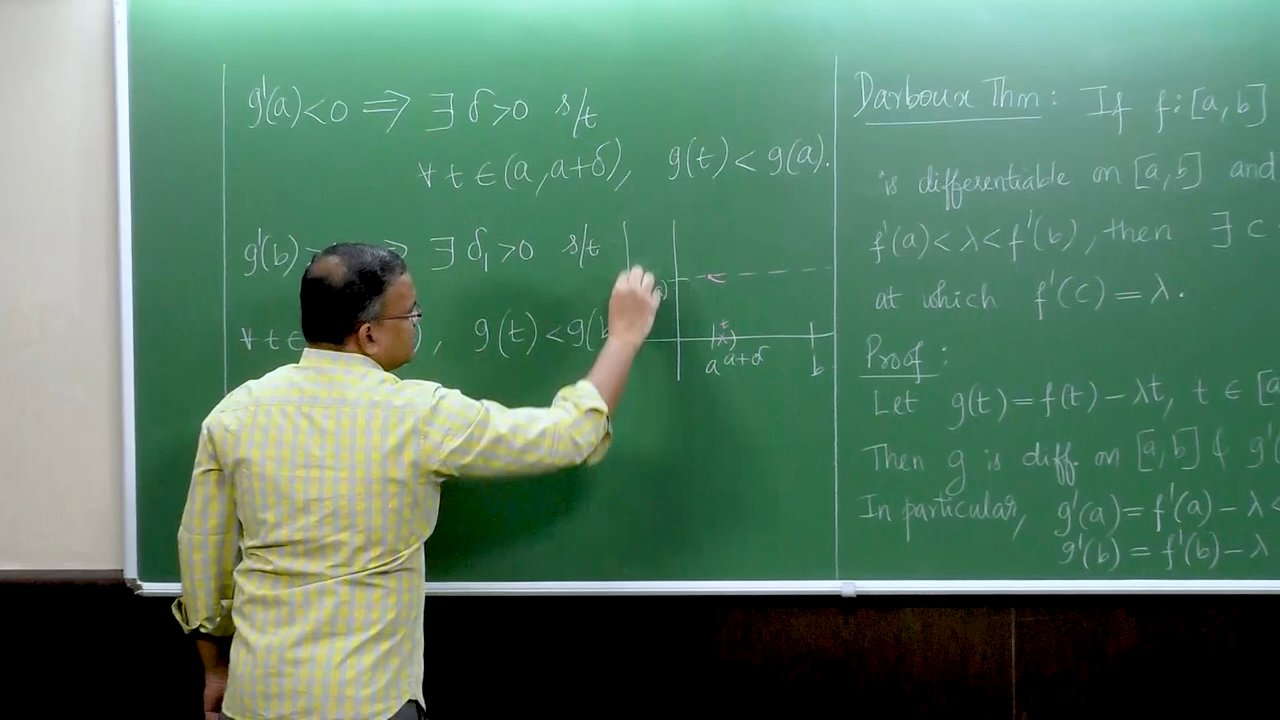 g'(a)<0 ⇒ ∃ δ>0 s/t
∀ t ∈ (a, a+δ), g(t) < g(a).
g'(b) ⇒ ∃ δ₁>0 s/t
∀ t ∈ ), g(t) < g(b
a a+δ b
t
Darboux Thm: If f:[a,b]
is differentiable on [a,b] and
f'(a)<λ<f'(b), then ∃ c
at which f'(c)=λ.
Proof:
Let g(t)=f(t)-λt, t ∈ [a
Then g is diff. on [a,b] & g'(
In particular, g'(a)=f'(a)-λ <
g'(b)=f'(b)-λ